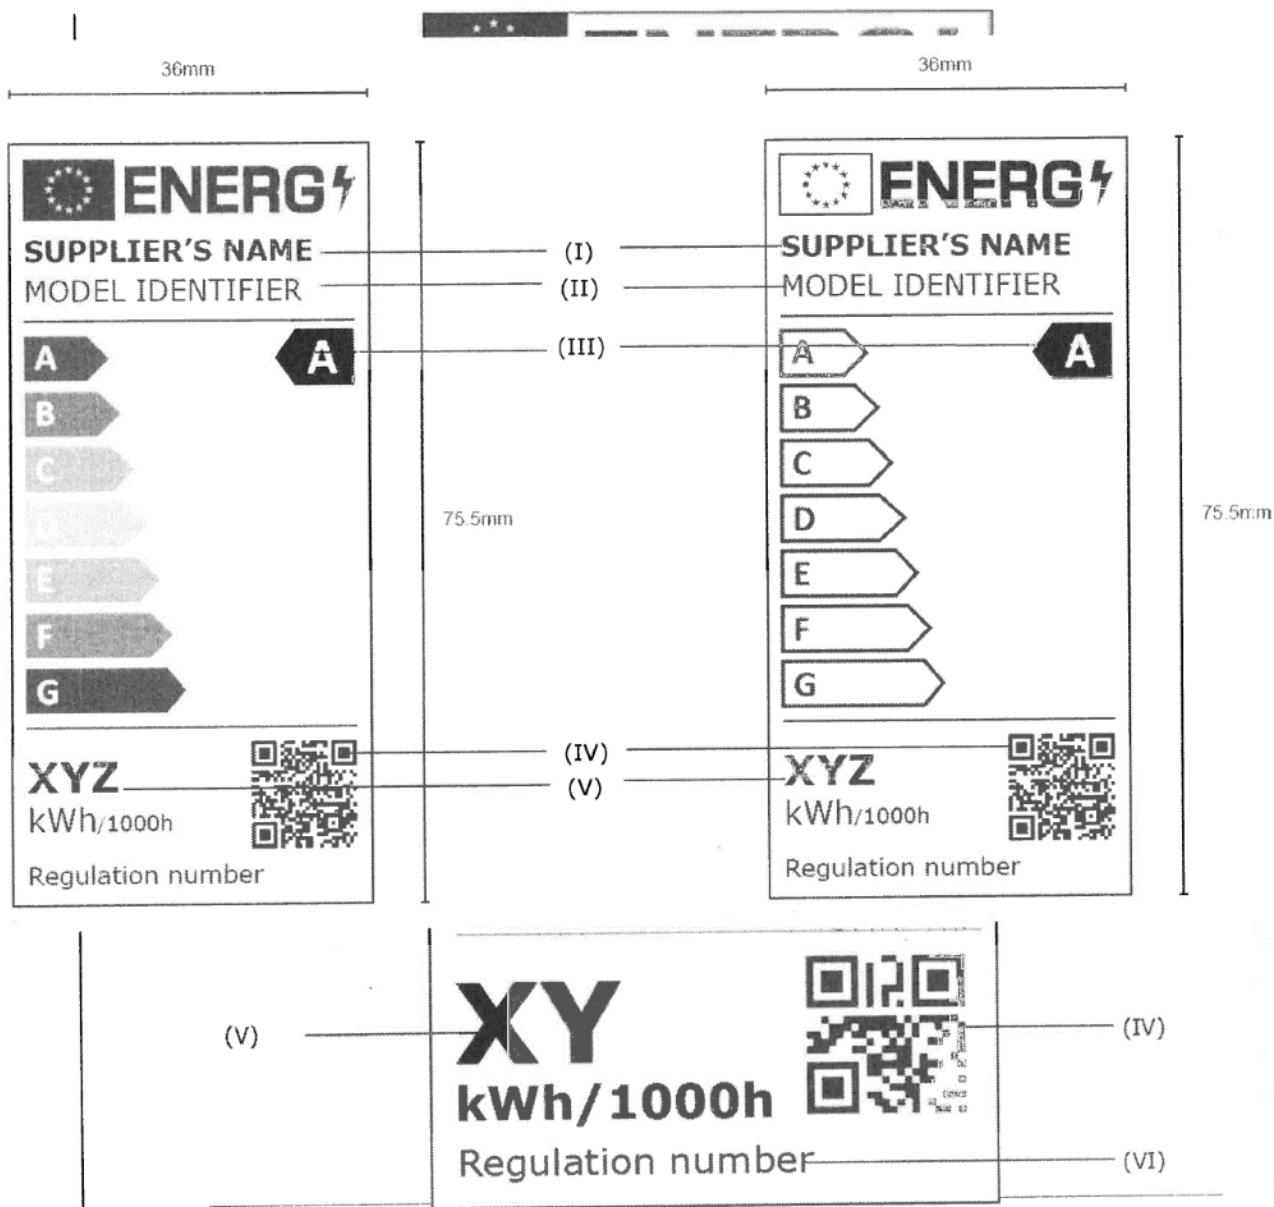 36mm
36mm
ENERG
ENERG
SUPPLIER'S NAME
(I)
SUPPLIER'S NAME
MODEL IDENTIFIER
(II)
MODEL IDENTIFIER
A
A
(III)
A
A
B
B
C
C
D
D
75.5mm
75.5mm
E
E
F
F
G
G
(IV)
XYZ
(V)
XYZ
kWh/1000h
kWh/1000h
Regulation number
Regulation number
(V)
XY
(IV)
kWh/1000h
Regulation number
(VI)